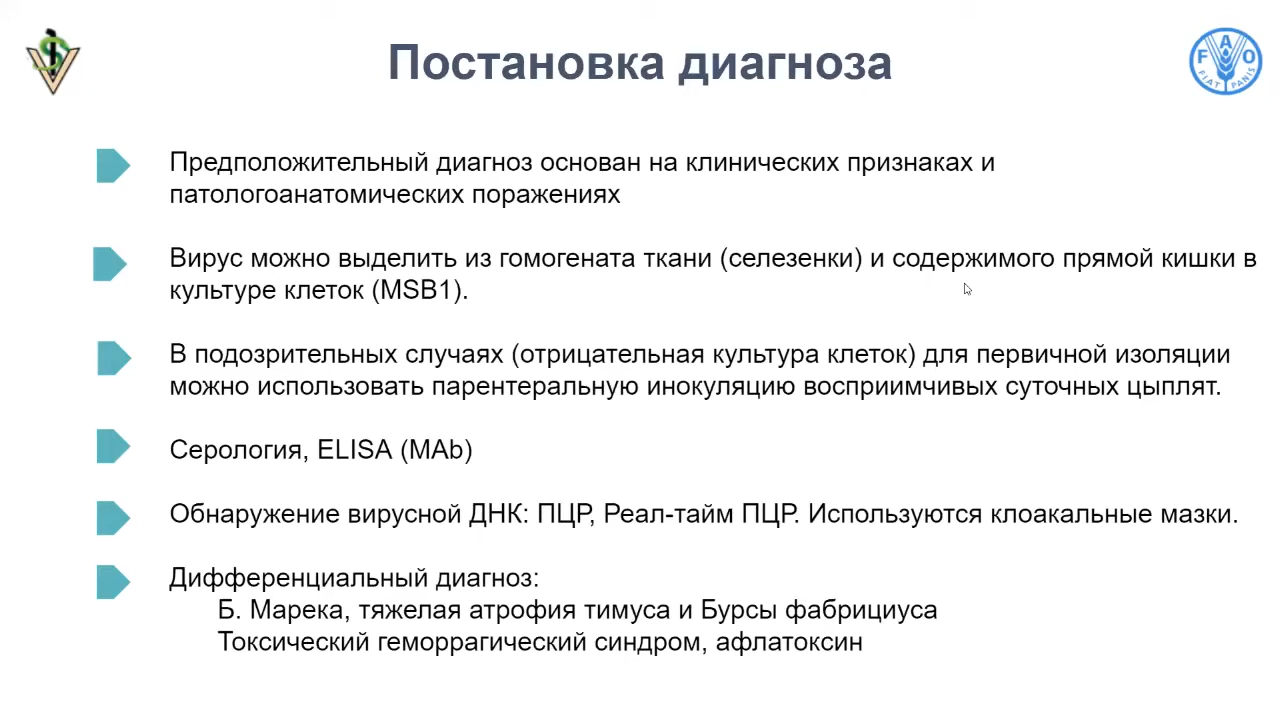 Постановка диагноза
F A O
FIAT PANIS
Предположительный диагноз основан на клинических признаках и
патологоанатомических поражениях
Вирус можно выделить из гомогената ткани (селезенки) и содержимого прямой кишки в
культуре клеток (MSB1).
В подозрительных случаях (отрицательная культура клеток) для первичной изоляции
можно использовать парентеральную инокуляцию восприимчивых суточных цыплят.
Серология, ELISA (MAb)
Обнаружение вирусной ДНК: ПЦР, Реал-тайм ПЦР. Используются клоакальные мазки.
Дифференциальный диагноз:
Б. Марека, тяжелая атрофия тимуса и Бурсы фабрициуса
Токсический геморрагический синдром, афлатоксин